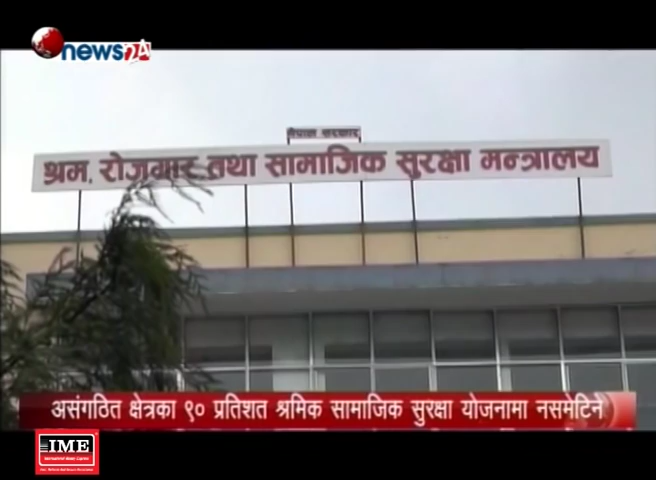 news24
नेपाल सरकार
श्रम, रोजगार तथा सामाजिक सुरक्षा मन्त्रालय
असंगठित क्षेत्रका ९० प्रतिशत श्रमिक सामाजिक सुरक्षा योजनामा नसमेटिने
IME